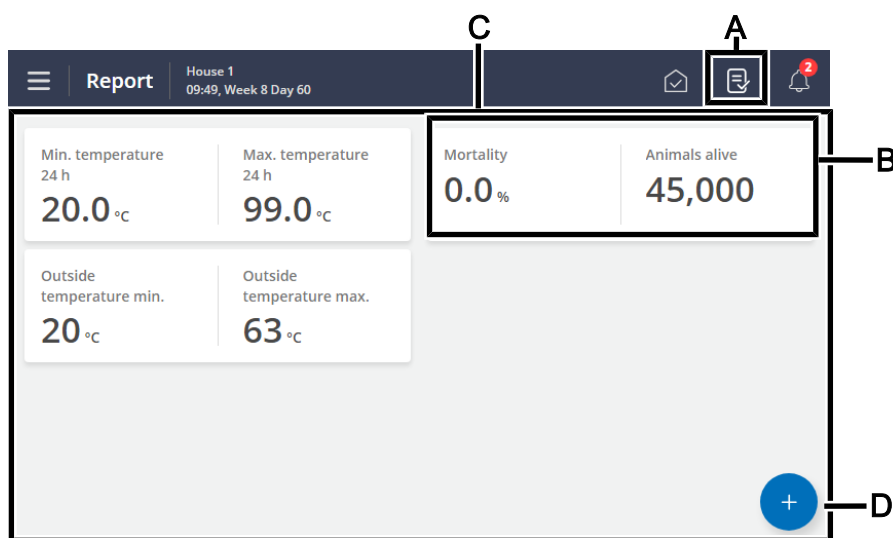 C
A
Report
House 1
09:49, Week 8 Day 60
2
Min. temperature
24 h
20.0 °C
Max. temperature
24 h
99.0 °C
Mortality
0.0 %
Animals alive
45,000
B
Outside
temperature min.
20 °C
Outside
temperature max.
63 °C
+
D